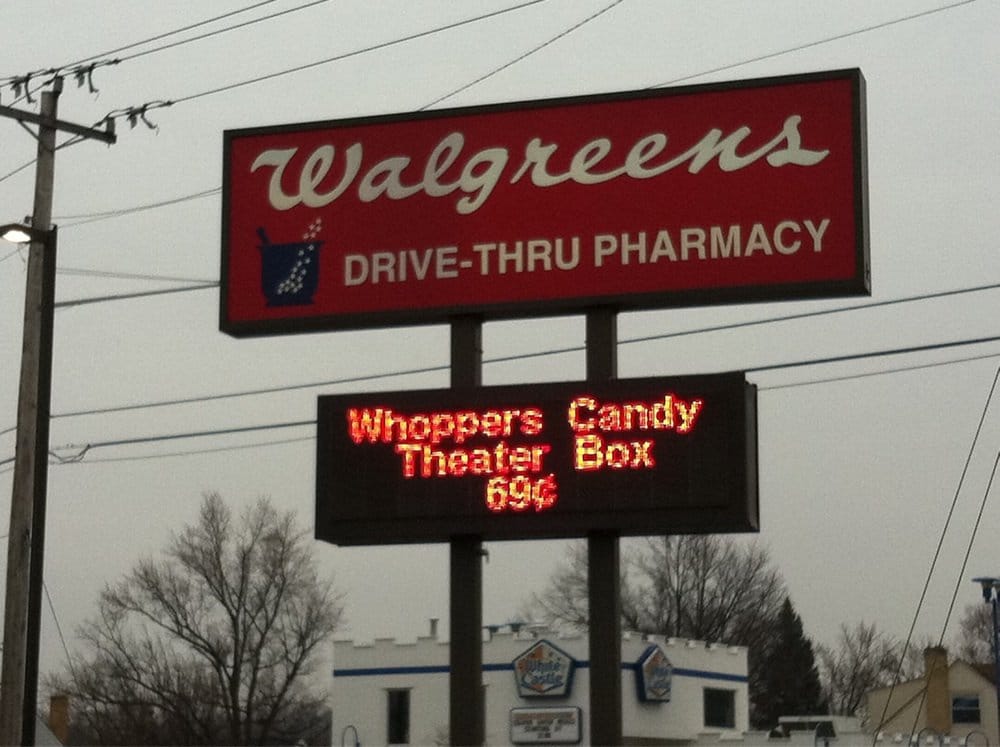 Walgreens
DRIVE-THRU PHARMACY
Whoppers Candy
Theater Box
69¢
White
Castle